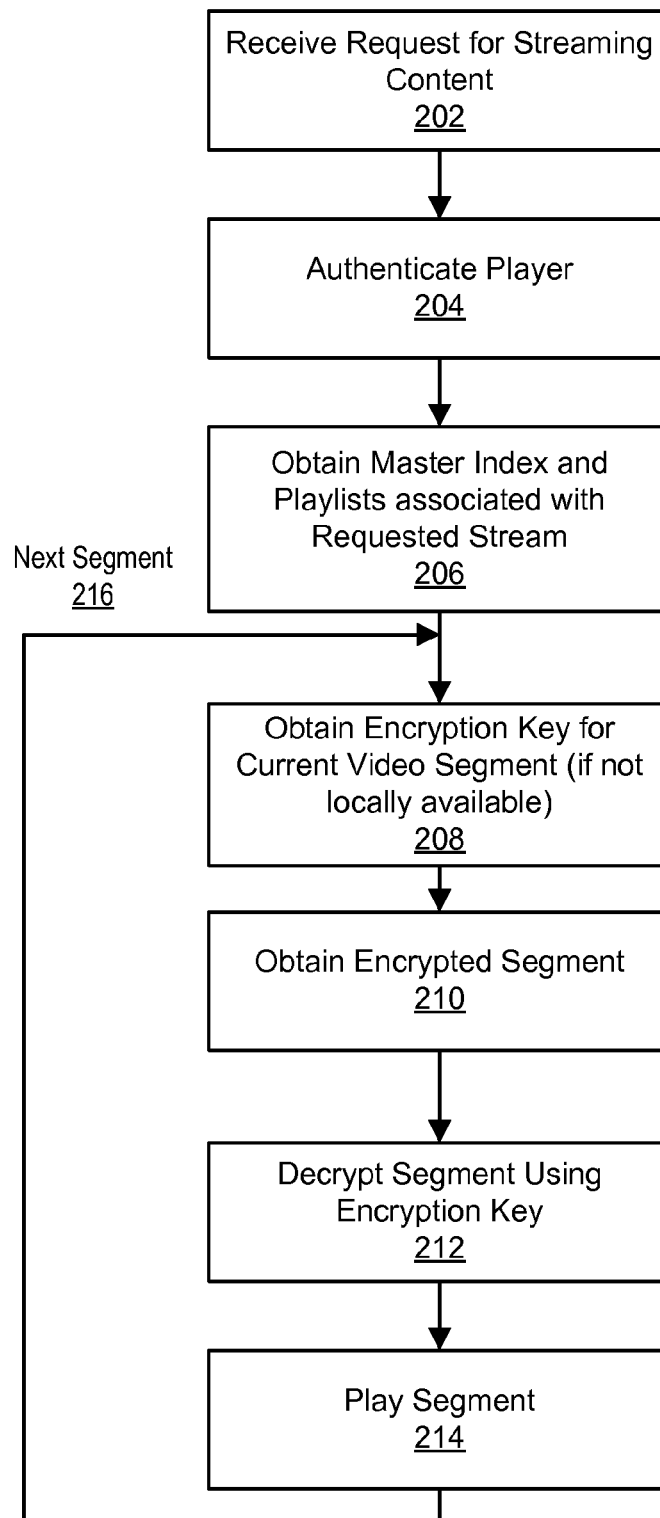 Receive Request for Streaming
Content
202
Authenticate Player
204
Obtain Master Index and
Playlists associated with
Requested Stream
206
Next Segment
216
Obtain Encryption Key for
Current Video Segment (if not
locally available)
208
Obtain Encrypted Segment
210
Decrypt Segment Using
Encryption Key
212
Play Segment
214